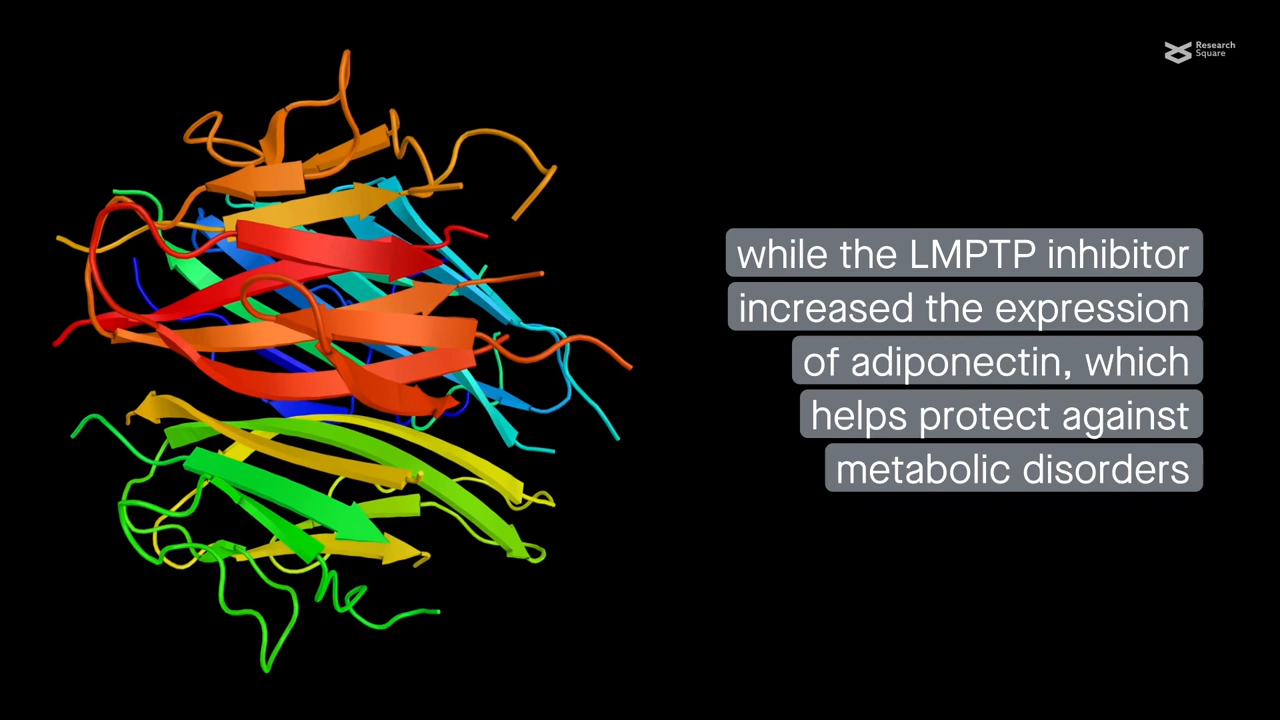 Research
Square
while the LMPTP inhibitor
increased the expression
of adiponectin, which
helps protect against
metabolic disorders